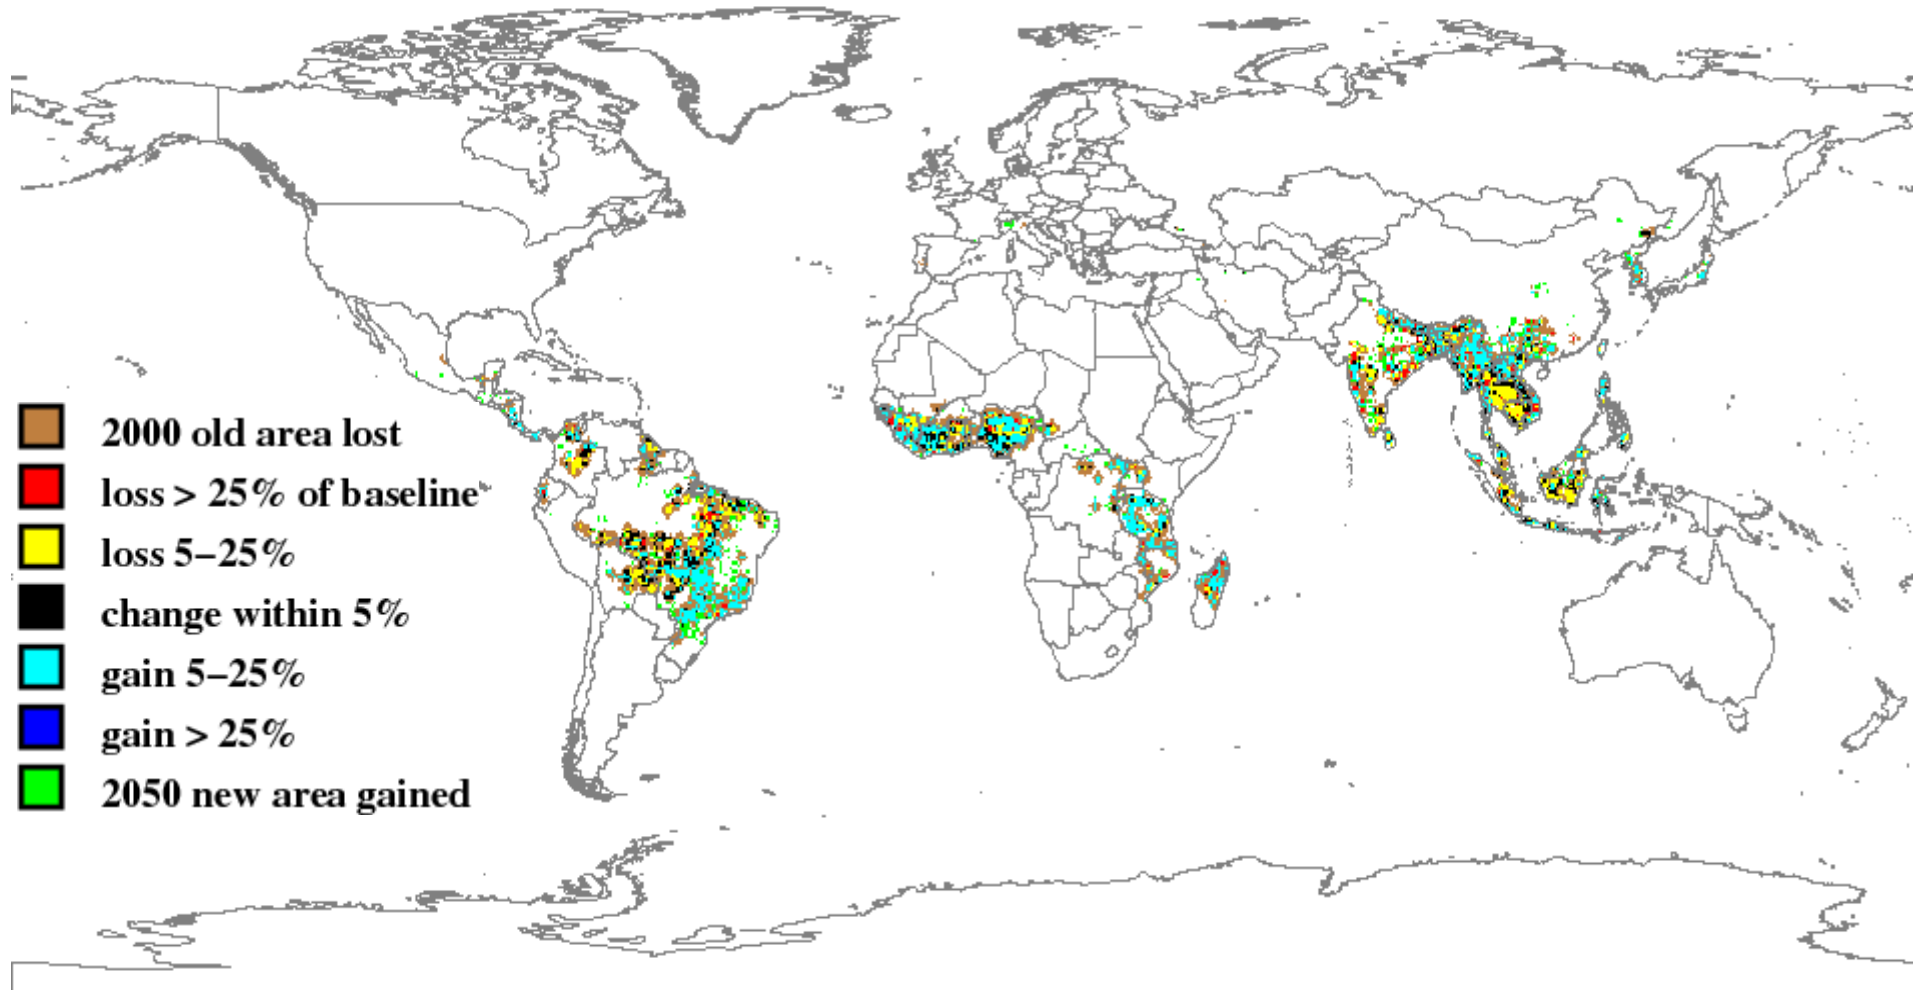 2000 old area lost
loss > 25% of baseline
loss 5–25%
change within 5%
gain 5–25%
gain > 25%
2050 new area gained